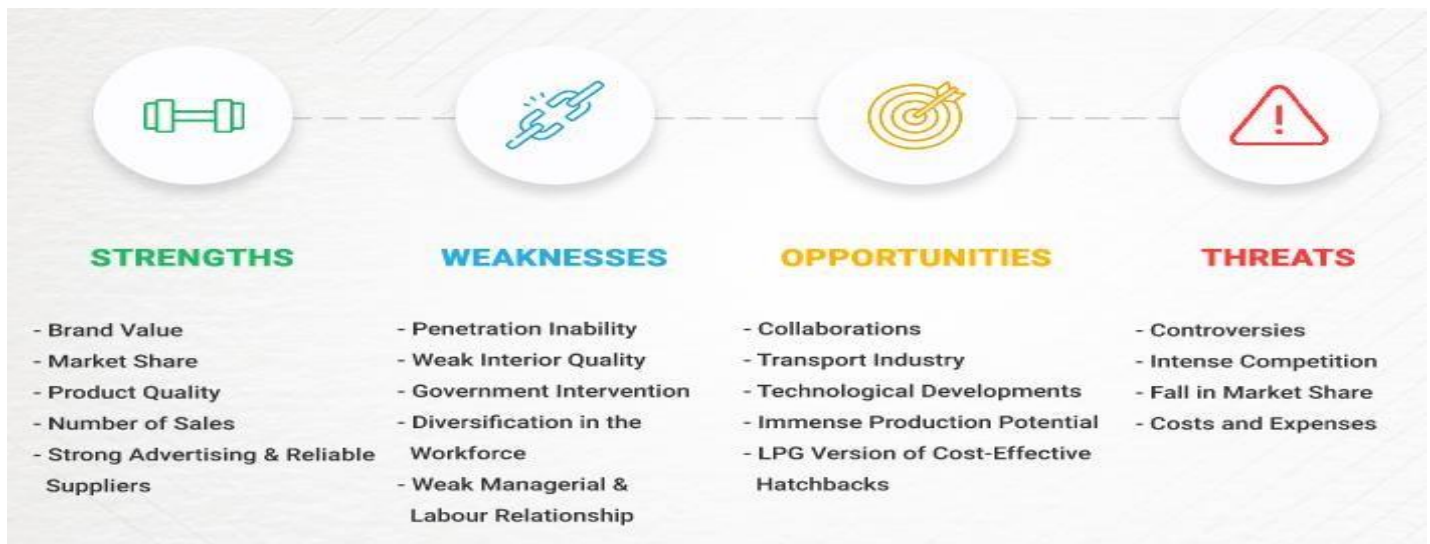 STRENGTHS
- Brand Value
- Market Share
- Product Quality
- Number of Sales
- Strong Advertising & Reliable
Suppliers
WEAKNESSES
- Penetration Inability
- Weak Interior Quality
- Government Intervention
- Diversification in the
Workforce
- Weak Managerial &
Labour Relationship
OPPORTUNITIES
- Collaborations
- Transport Industry
- Technological Developments
- Immense Production Potential
- LPG Version of Cost-Effective
Hatchbacks
THREATS
- Controversies
- Intense Competition
- Fall in Market Share
- Costs and Expenses